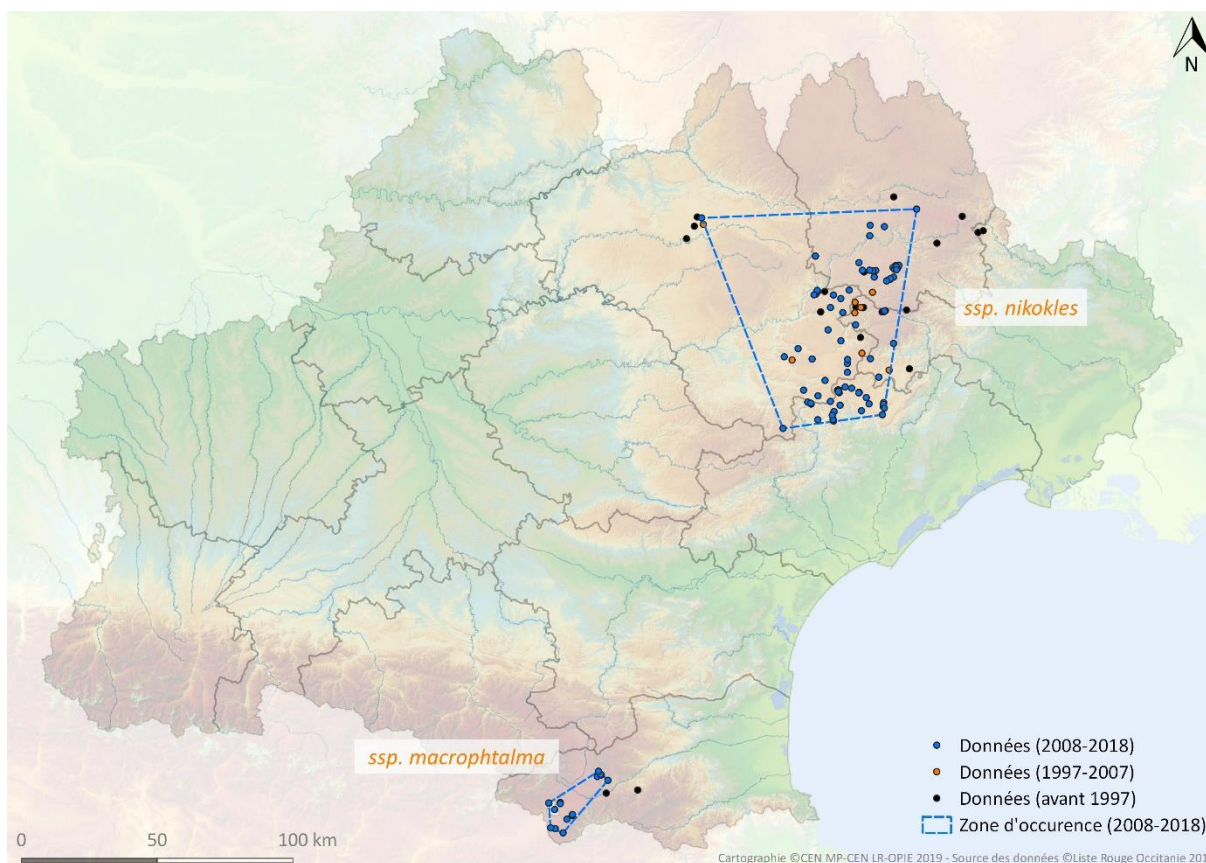 N
ssp. nikokles
ssp. macrophtalma
Données (2008-2018)
Données (1997-2007)
Données (avant 1997)
Zone d'occurence (2008-2018)
0 50 100 km
Cartographie ©CEN MP-CEN LR-OPIE 2019 - Source des données ©Liste Rouge Occitanie